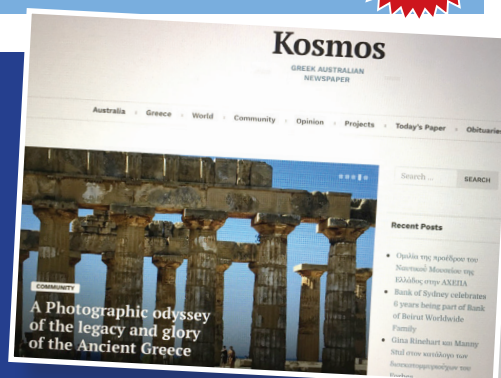 Kosmos
GREEK AUSTRALIAN
NEWSPAPER
Australia Greece World Community Opinion Projects Today's Paper Obituaries
Search ... SEARCH
COMMUNITY
A Photographic odyssey
of the legacy and glory
of the Ancient Greece
Recent Posts
Ομιλία της προέδρου του
Ναυτικού Μουσείου της
Ελλάδος στην ΑΧΕΠΑ
Bank of Sydney celebrates
6 years being part of Bank
of Beirut Worldwide
Family
Gina Rinehart και Manny
Stul στον κατάλογο των
δισεκατομμυριούχων του
Forbes